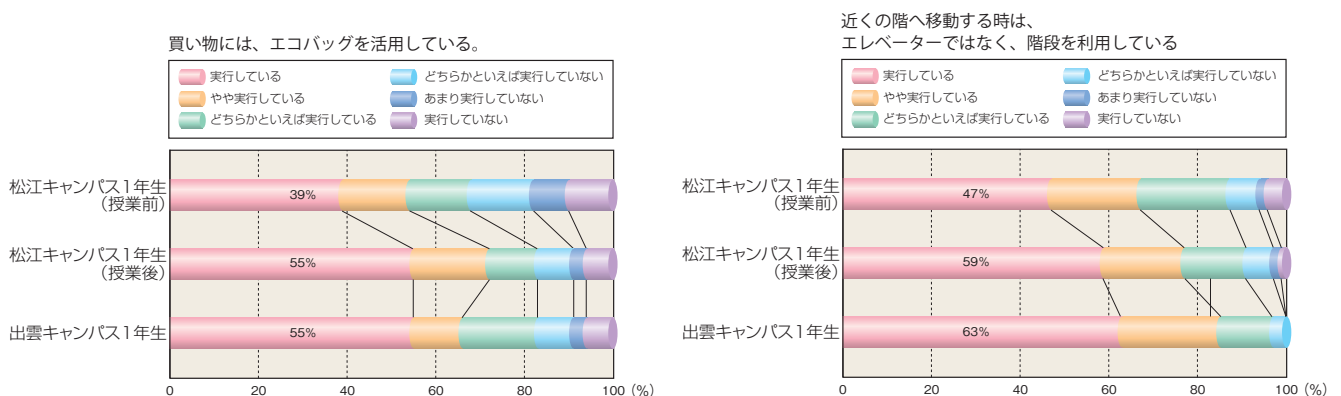 買い物には、エコバッグを活用している。
実行している
やや実行している
どちらかといえば実行している
どちらかといえば実行していない
あまり実行していない
実行していない
松江キャンパス1年生
(授業前)
39%
松江キャンパス1年生
(授業後)
55%
出雲キャンパス1年生
55%
0 20 40 60 80 100 (%)
近くの階へ移動する時は、
エレベーターではなく、階段を利用している
実行している
やや実行している
どちらかといえば実行している
どちらかといえば実行していない
あまり実行していない
実行していない
松江キャンパス1年生
(授業前)
47%
松江キャンパス1年生
(授業後)
59%
出雲キャンパス1年生
63%
0 20 40 60 80 100 (%)